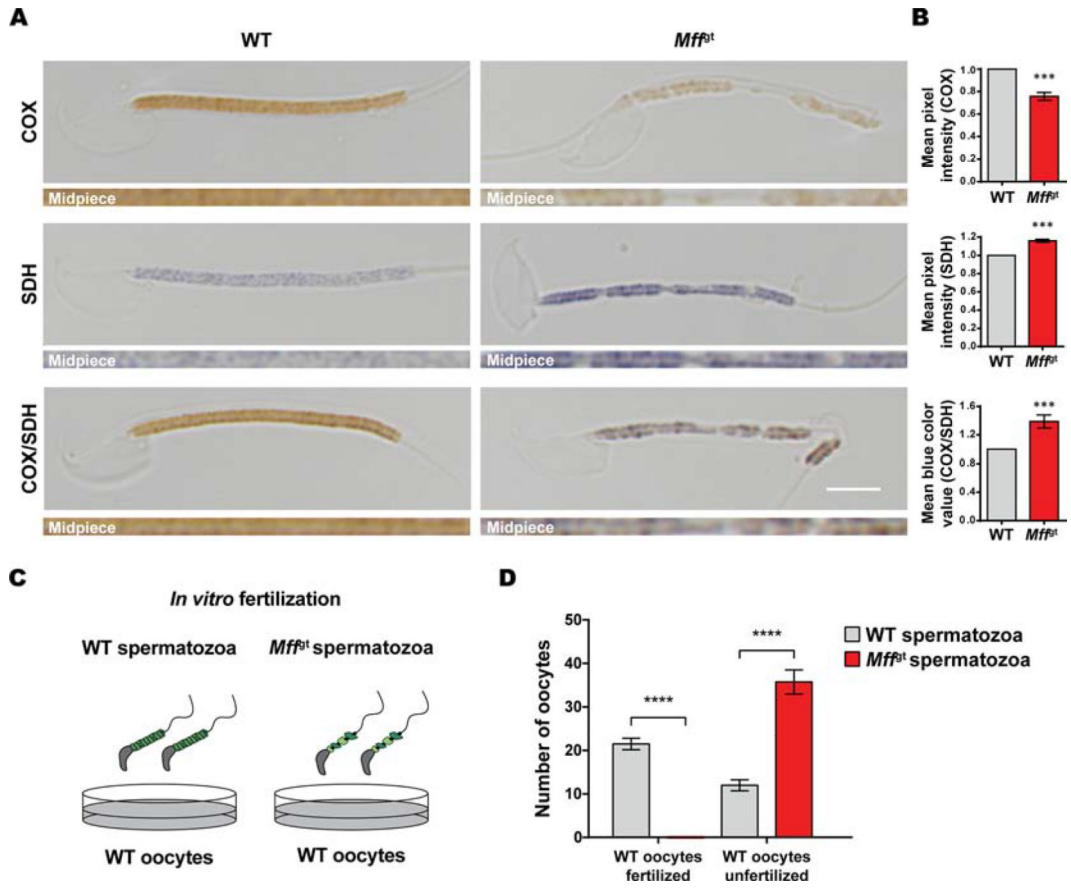 A
WT
Mffgt
COX
Midpiece
Midpiece
SDH
Midpiece
Midpiece
COX/SDH
Midpiece
Midpiece
B
Mean pixel
intensity (COX)
1.0
0.8
0.6
0.4
0.2
0.0
***
WT
Mffgt
Mean pixel
intensity (SDH)
1.2
1.0
0.8
0.6
0.4
0.2
0.0
***
WT
Mffgt
Mean blue color
value (COX/SDH)
1.6
1.2
0.8
0.4
0.0
***
WT
Mffgt
C
In vitro fertilization
WT spermatozoa
Mffgt spermatozoa
WT oocytes
WT oocytes
D
Number of oocytes
50
40
30
20
10
0
****
****
WT oocytes
fertilized
WT oocytes
unfertilized
WT spermatozoa
Mffgt spermatozoa